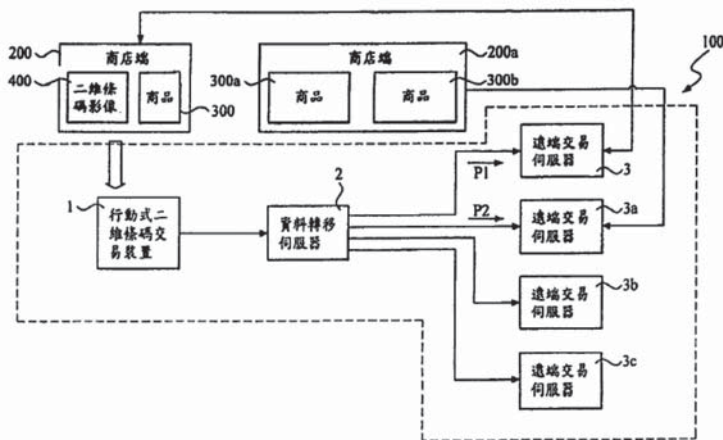 200
商店端
400
二維條
碼影像
商品
300
商店端
200a
300a
商品
300b
商品
100
遠端交易
伺服器
3
P1
1
行動式二
維條碼交
易裝置
2
資料轉移
伺服器
P2
遠端交易
伺服器
3a
遠端交易
伺服器
3b
遠端交易
伺服器
3c